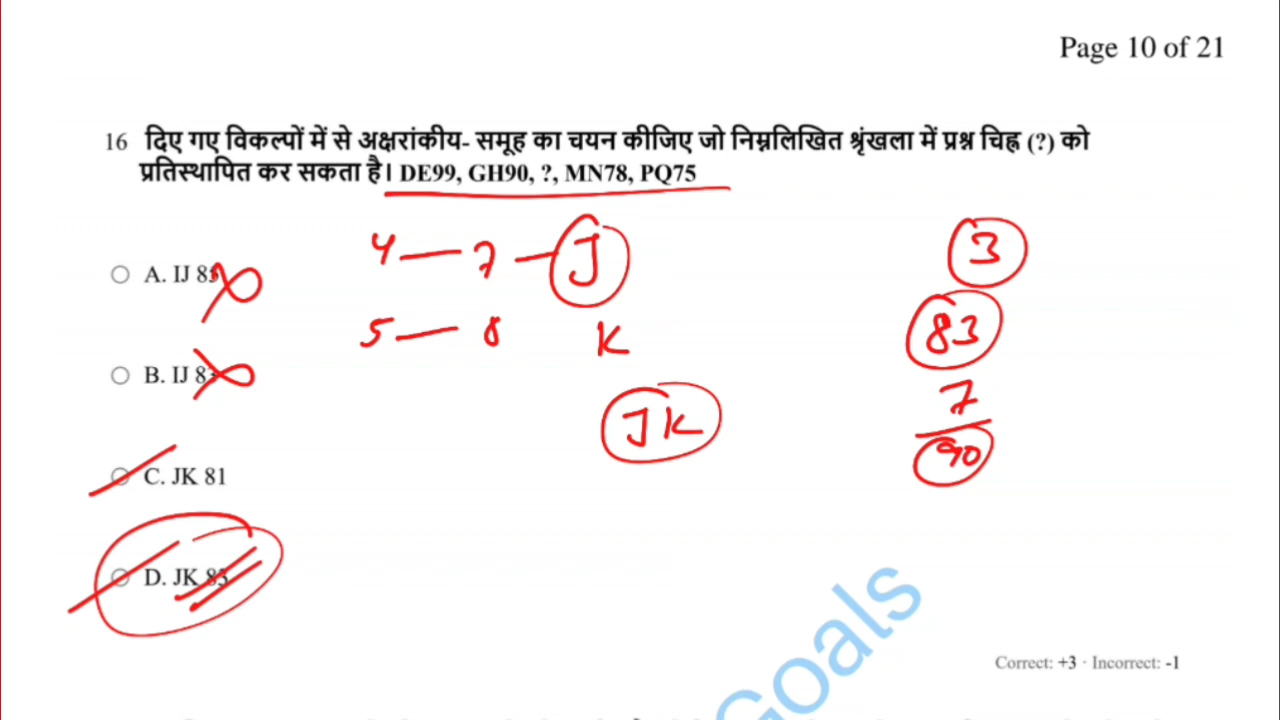 Page 10 of 21
16 दिए गए विकल्पों में से अक्षरांकीय- समूह का चयन कीजिए जो निम्नलिखित श्रृंखला में प्रश्न चिह्न (?) को
प्रतिस्थापित कर सकता है। DE99, GH90, ?, MN78, PQ75
4 — 7 — J
3
A. IJ 8
5 — 8 K
83
B. IJ 8
7
JK
90
C. JK 81
D. JK 83
Goals
Correct: +3 · Incorrect: -1